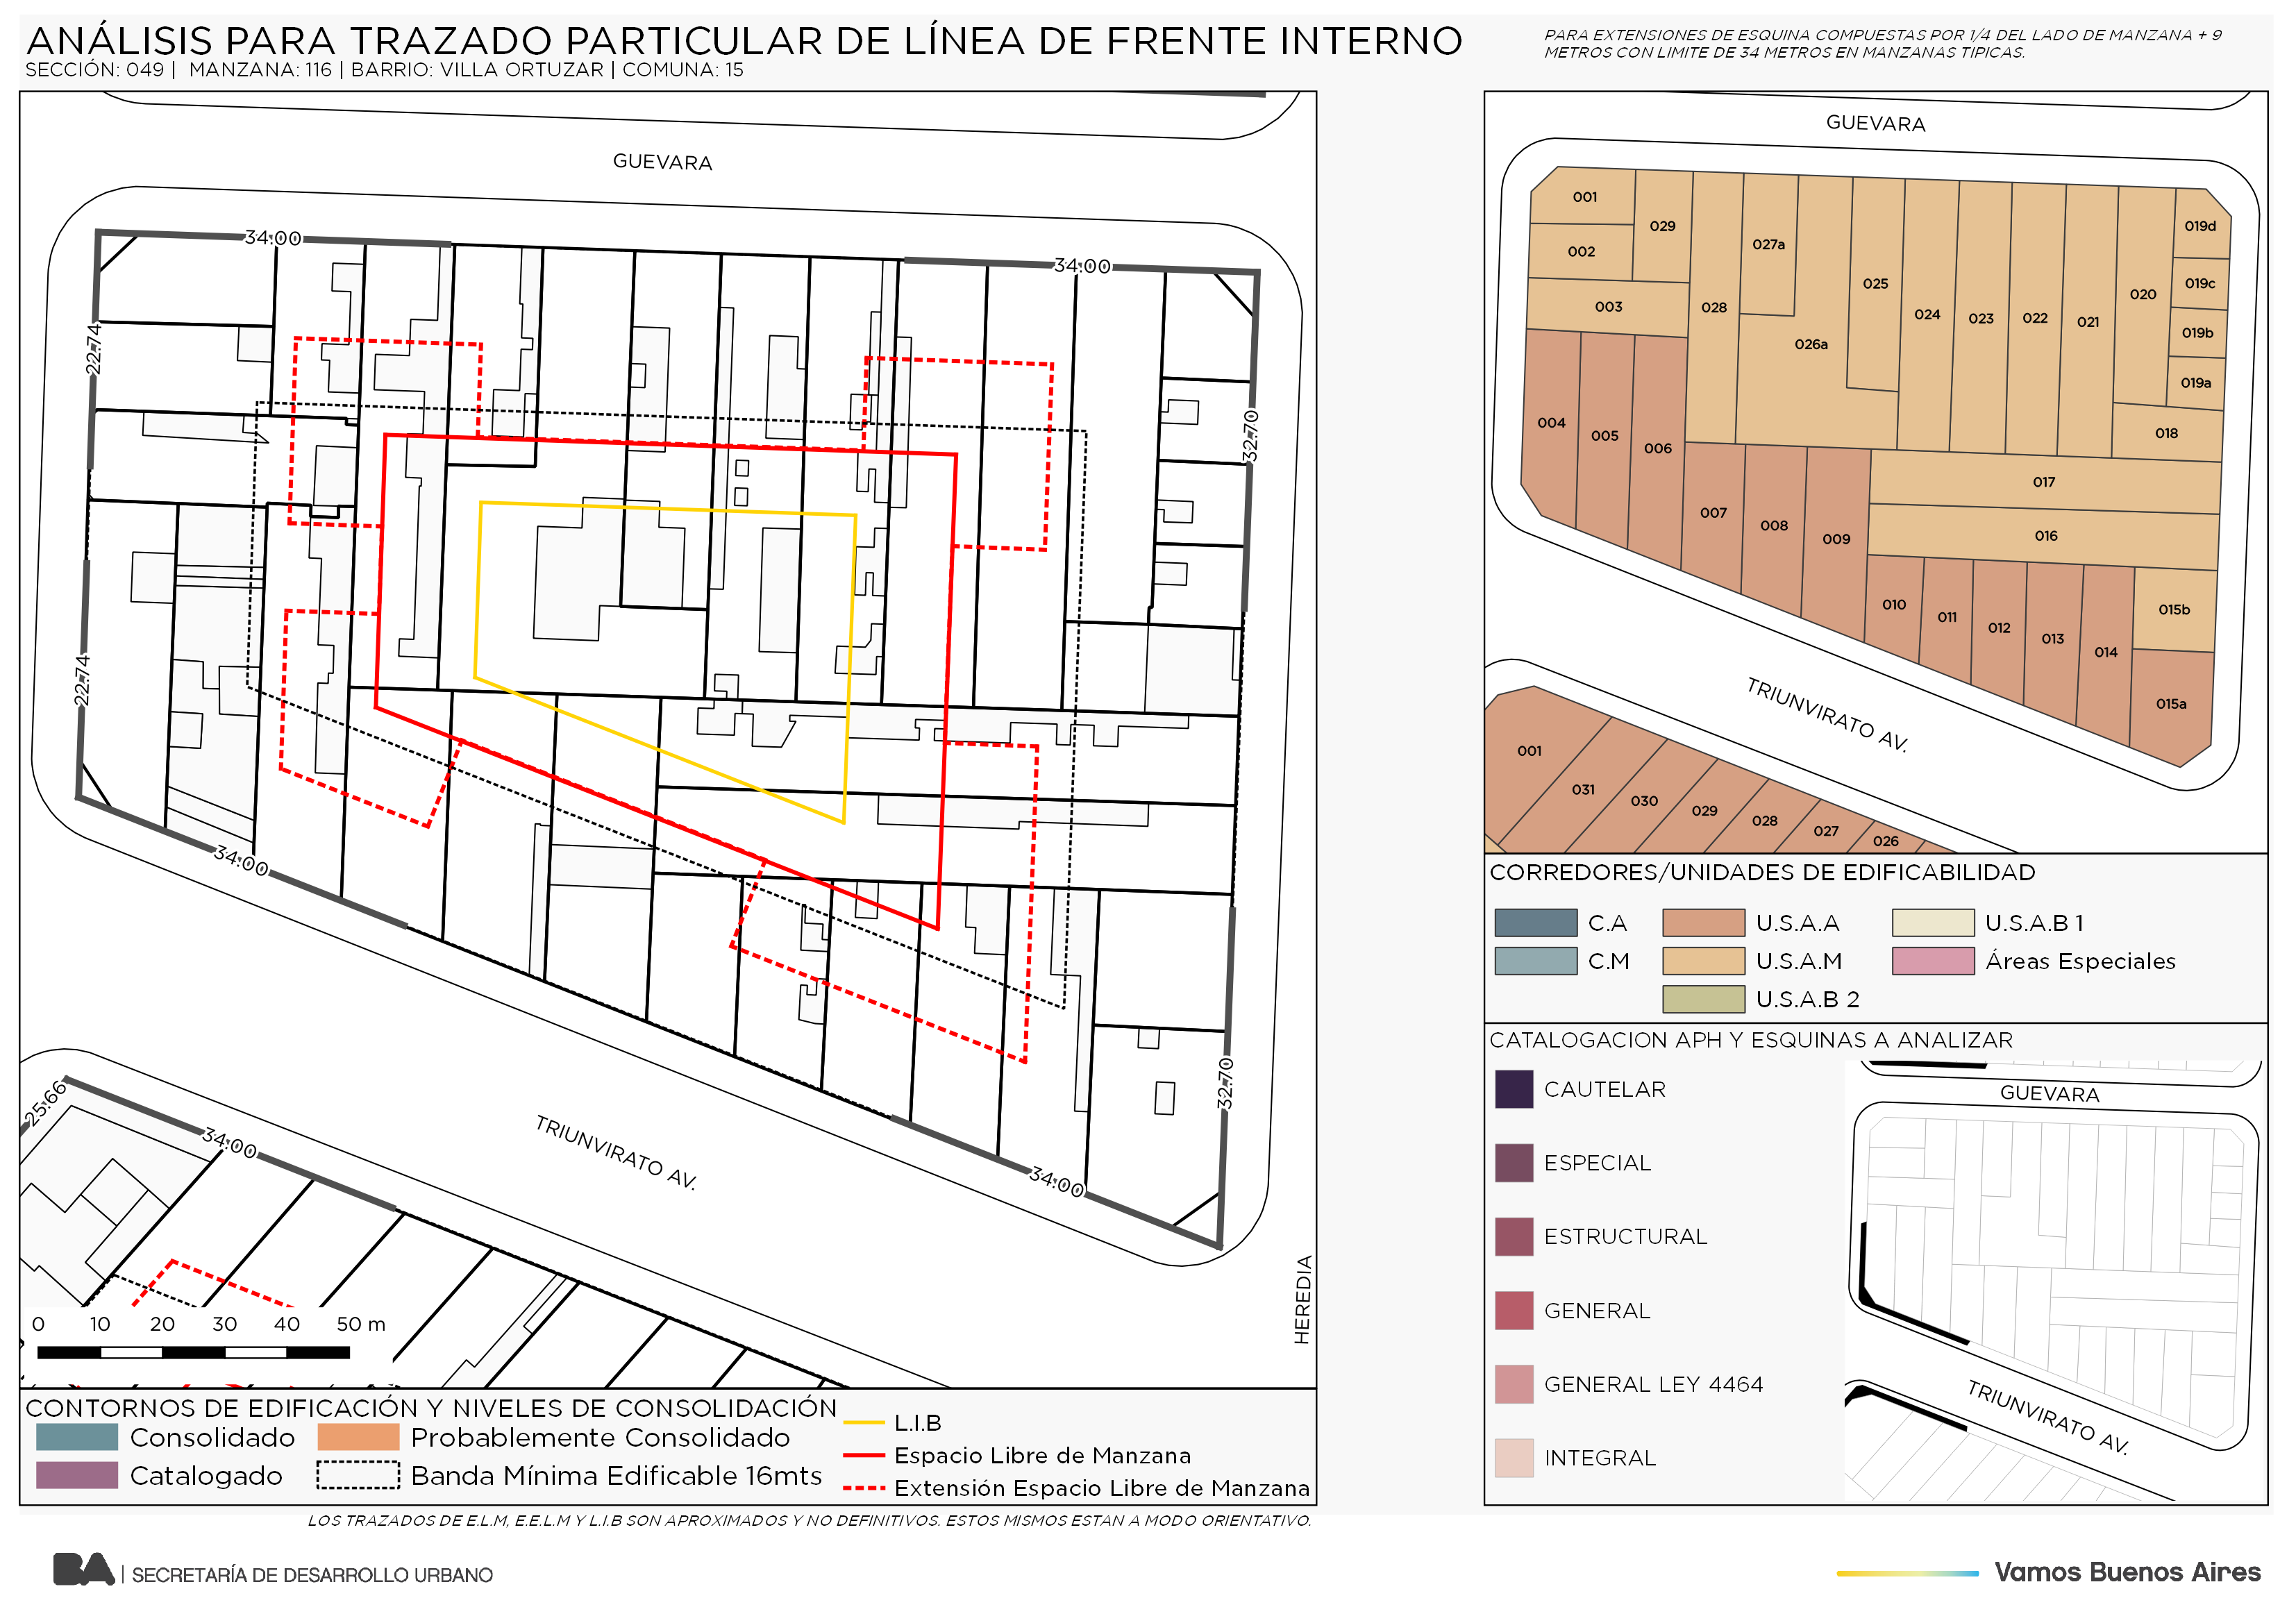 ANÁLISIS PARA TRAZADO PARTICULAR DE LÍNEA DE FRENTE INTERNO
SECCIÓN: 049 | MANZANA: 116 | BARRIO: VILLA ORTUZAR | COMUNA: 15
PARA EXTENSIONES DE ESQUINA COMPUESTAS POR 1/4 DEL LADO DE MANZANA + 9
METROS CON LIMITE DE 34 METROS EN MANZANAS TIPICAS.
GUEVARA
34.00
34.00
22.74
32.70
22.74
34.00
32.70
34.00
25.66
34.00
TRIUNVIRATO AV.
HEREDIA
0 10 20 30 40 50 m
CONTORNOS DE EDIFICACIÓN Y NIVELES DE CONSOLIDACIÓN
Consolidado
Probablemente Consolidado
Catalogado
Banda Mínima Edificable 16mts
L.I.B
Espacio Libre de Manzana
Extensión Espacio Libre de Manzana
LOS TRAZADOS DE E.L.M, E.E.L.M Y L.I.B SON APROXIMADOS Y NO DEFINITIVOS. ESTOS MISMOS ESTAN A MODO ORIENTATIVO.
GUEVARA
001
029
027a
019d
002
025
019c
020
003
028
024
023
022
021
019b
026a
019a
004
005
006
018
017
007
008
009
016
010
011
012
013
014
015b
015a
TRIUNVIRATO AV.
001
031
030
029
028
027
026
CORREDORES/UNIDADES DE EDIFICABILIDAD
C.A
U.S.A.A
U.S.A.B 1
C.M
U.S.A.M
Áreas Especiales
U.S.A.B 2
CATALOGACION APH Y ESQUINAS A ANALIZAR
CAUTELAR
ESPECIAL
ESTRUCTURAL
GENERAL
GENERAL LEY 4464
INTEGRAL
GUEVARA
TRIUNVIRATO AV.
BA | SECRETARÍA DE DESARROLLO URBANO
Vamos Buenos Aires